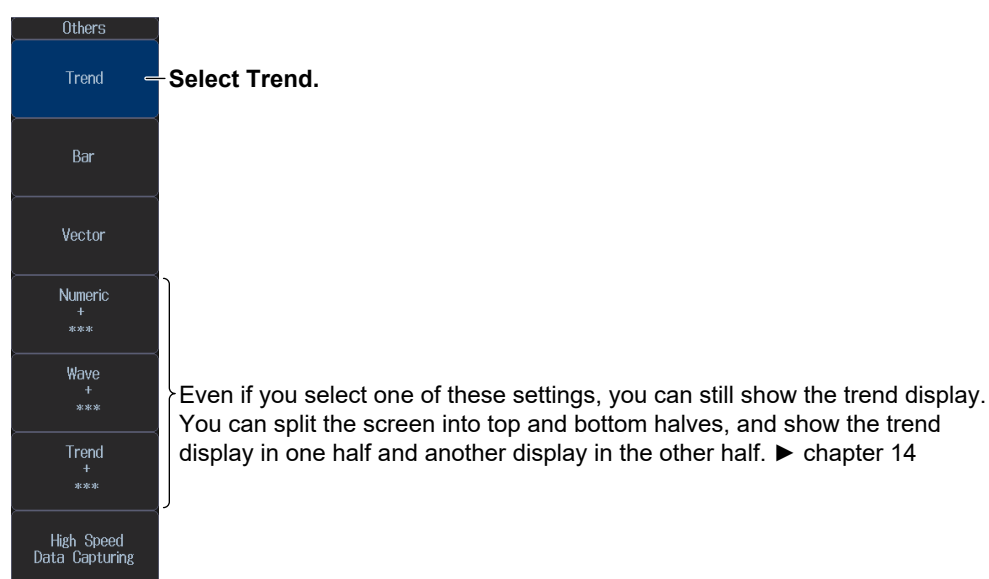 Others
Trend
Select Trend.
Bar
Vector
Numeric
+
***
Wave
+
***
Trend
+
***
Even if you select one of these settings, you can still show the trend display.
You can split the screen into top and bottom halves, and show the trend
display in one half and another display in the other half. ► chapter 14
High Speed
Data Capturing